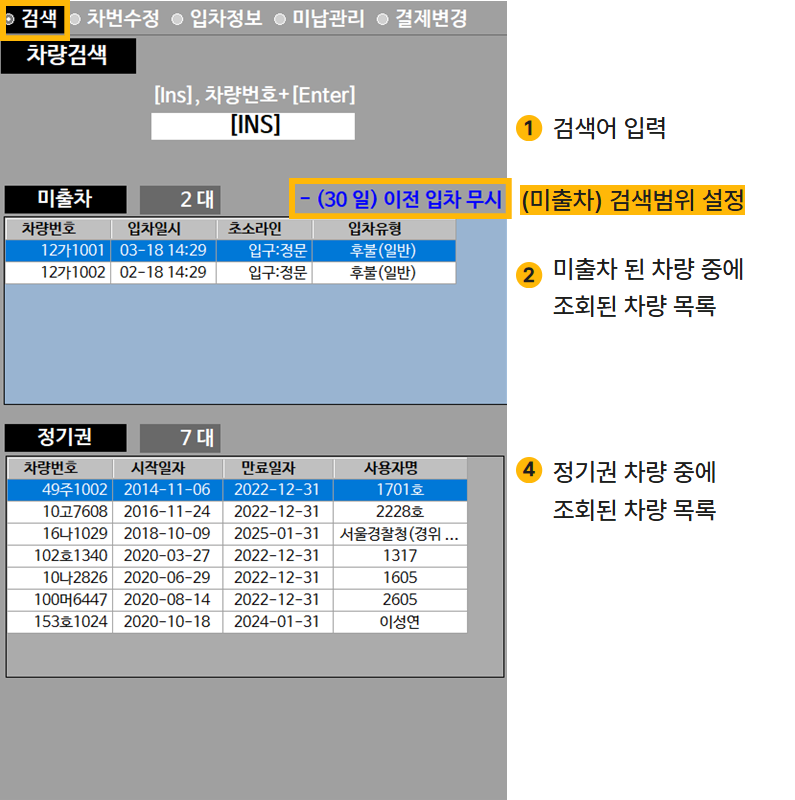 검색 차번수정 입차정보 미납관리 결제변경
차량검색
[Ins], 차량번호+[Enter]
[INS]
1 검색어 입력
미출차 2 대 - (30 일) 이전 입차 무시 (미출차) 검색범위 설정
차량번호 입차일시 초소라인 입차유형
12가1001 03-18 14:29 입구:정문 후불(일반)
12가1002 02-18 14:29 입구:정문 후불(일반)
2 미출차 된 차량 중에
조회된 차량 목록
정기권 7 대
차량번호 시작일자 만료일자 사용자명
49주1002 2014-11-06 2022-12-31 1701호
10고7608 2016-11-24 2022-12-31 2228호
16나1029 2018-10-09 2025-01-31 서울경찰청(경위 ...
102호1340 2020-03-27 2022-12-31 1317
10나2826 2020-06-29 2022-12-31 1605
100머6447 2020-08-14 2022-12-31 2605
153호1024 2020-10-18 2024-01-31 이성연
4 정기권 차량 중에
조회된 차량 목록